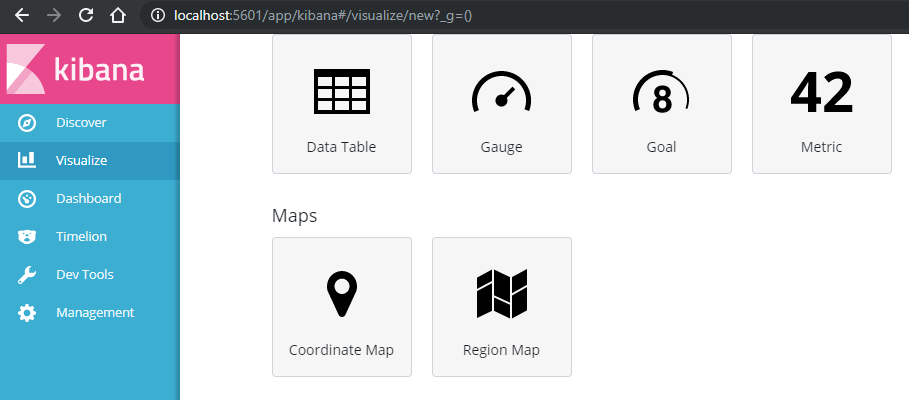 localhost:5601/app/kibana#/visualize/new?_g=()
kibana
Discover
Visualize
Dashboard
Timelion
Dev Tools
Management
8
42
Data Table
Gauge
Goal
Metric
Maps
Coordinate Map
Region Map